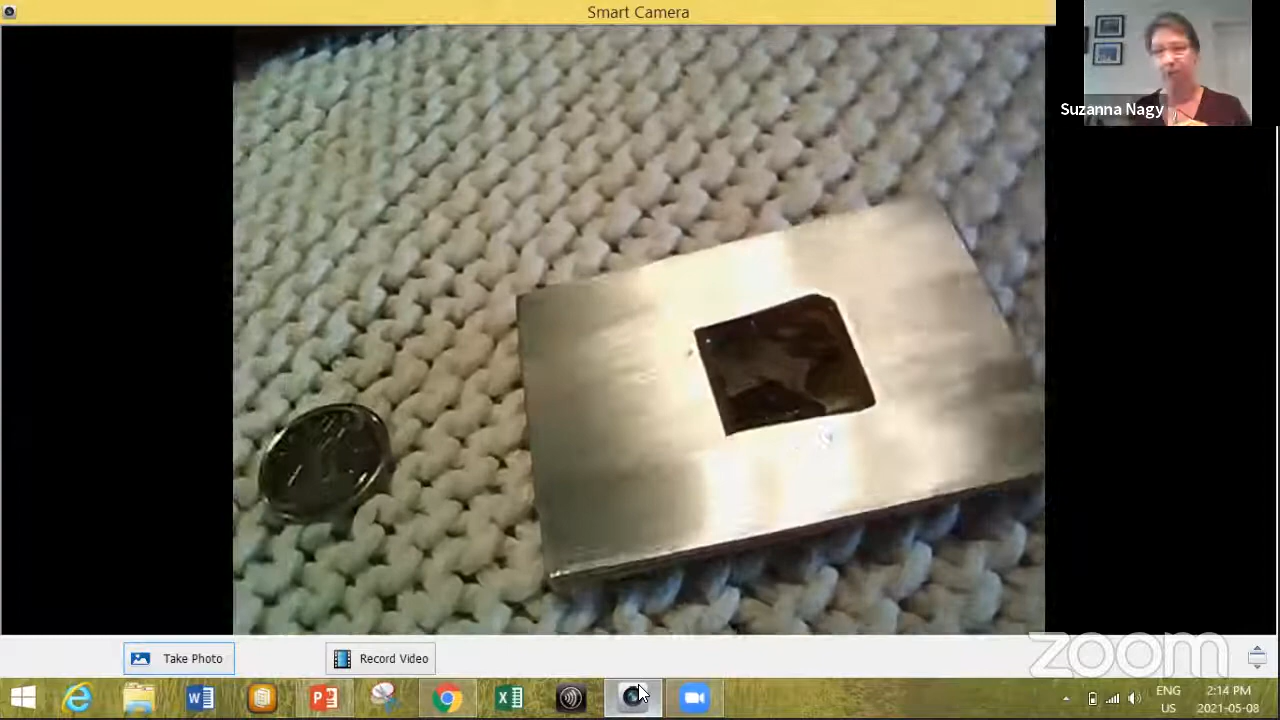 Smart Camera
Suzanna Nagy
Take Photo
Record Video
zoom
ENG
US
2:14 PM
2021-05-08